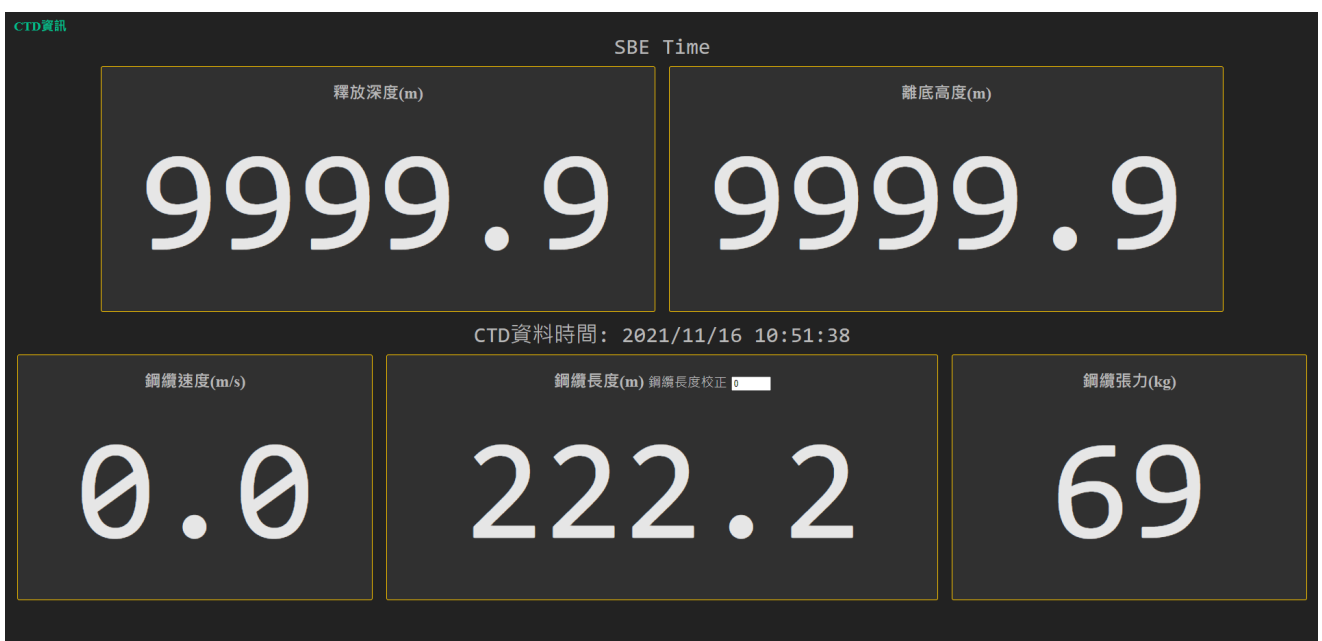 CTD資訊
SBE Time
釋放深度(m)
離底高度(m)
9999.9
9999.9
CTD資料時間: 2021/11/16 10:51:38
鋼纜速度(m/s)
鋼纜長度(m) 鋼纜長度校正 0
鋼纜張力(kg)
0.0
222.2
69